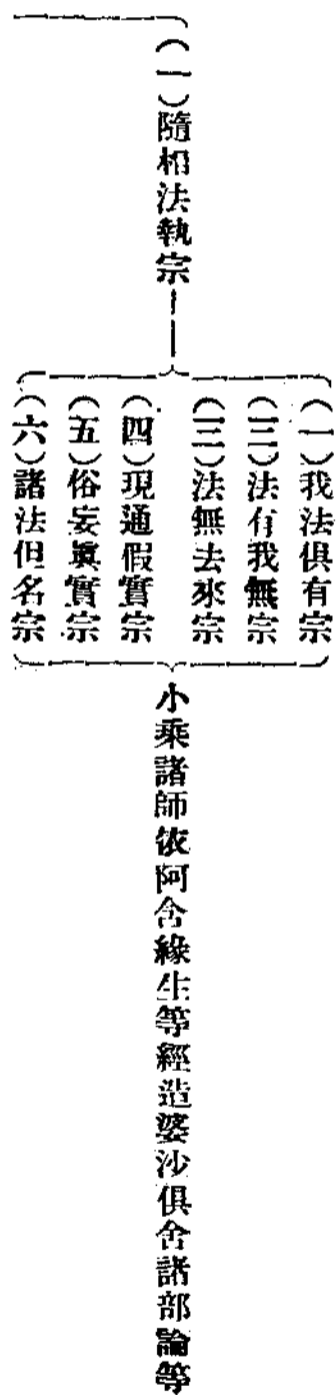 （一）隨相法執宗
（一）我法俱有宗
（三）法有我無宗
（三）法無去來宗
（四）現通假實宗
（五）俗妄眞實宗
（六）諸法但名宗
小乘諸師依阿含緣生等經造婆沙俱舍諸部論等